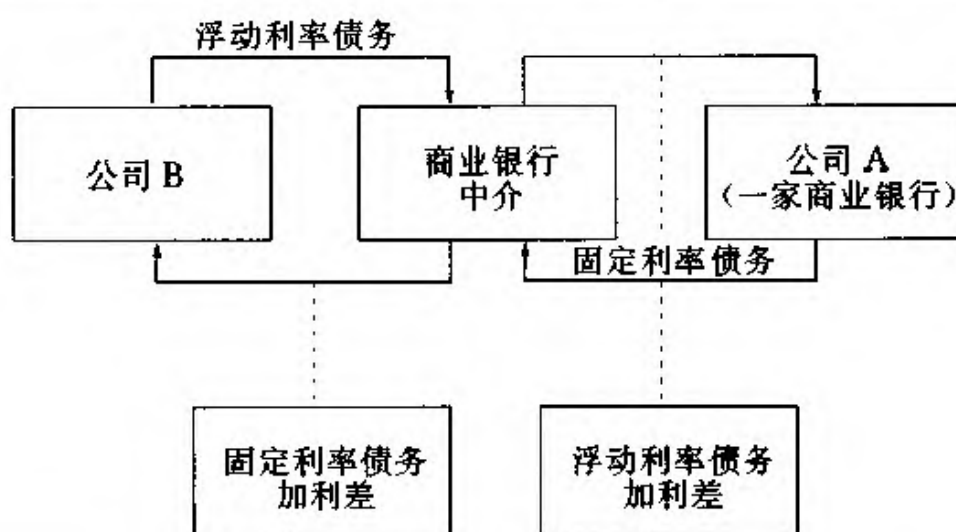 浮动利率债务
公司 B
商业银行
中介
公司 A
(一家商业银行)
固定利率债务
固定利率债务
加利差
浮动利率债务
加利差